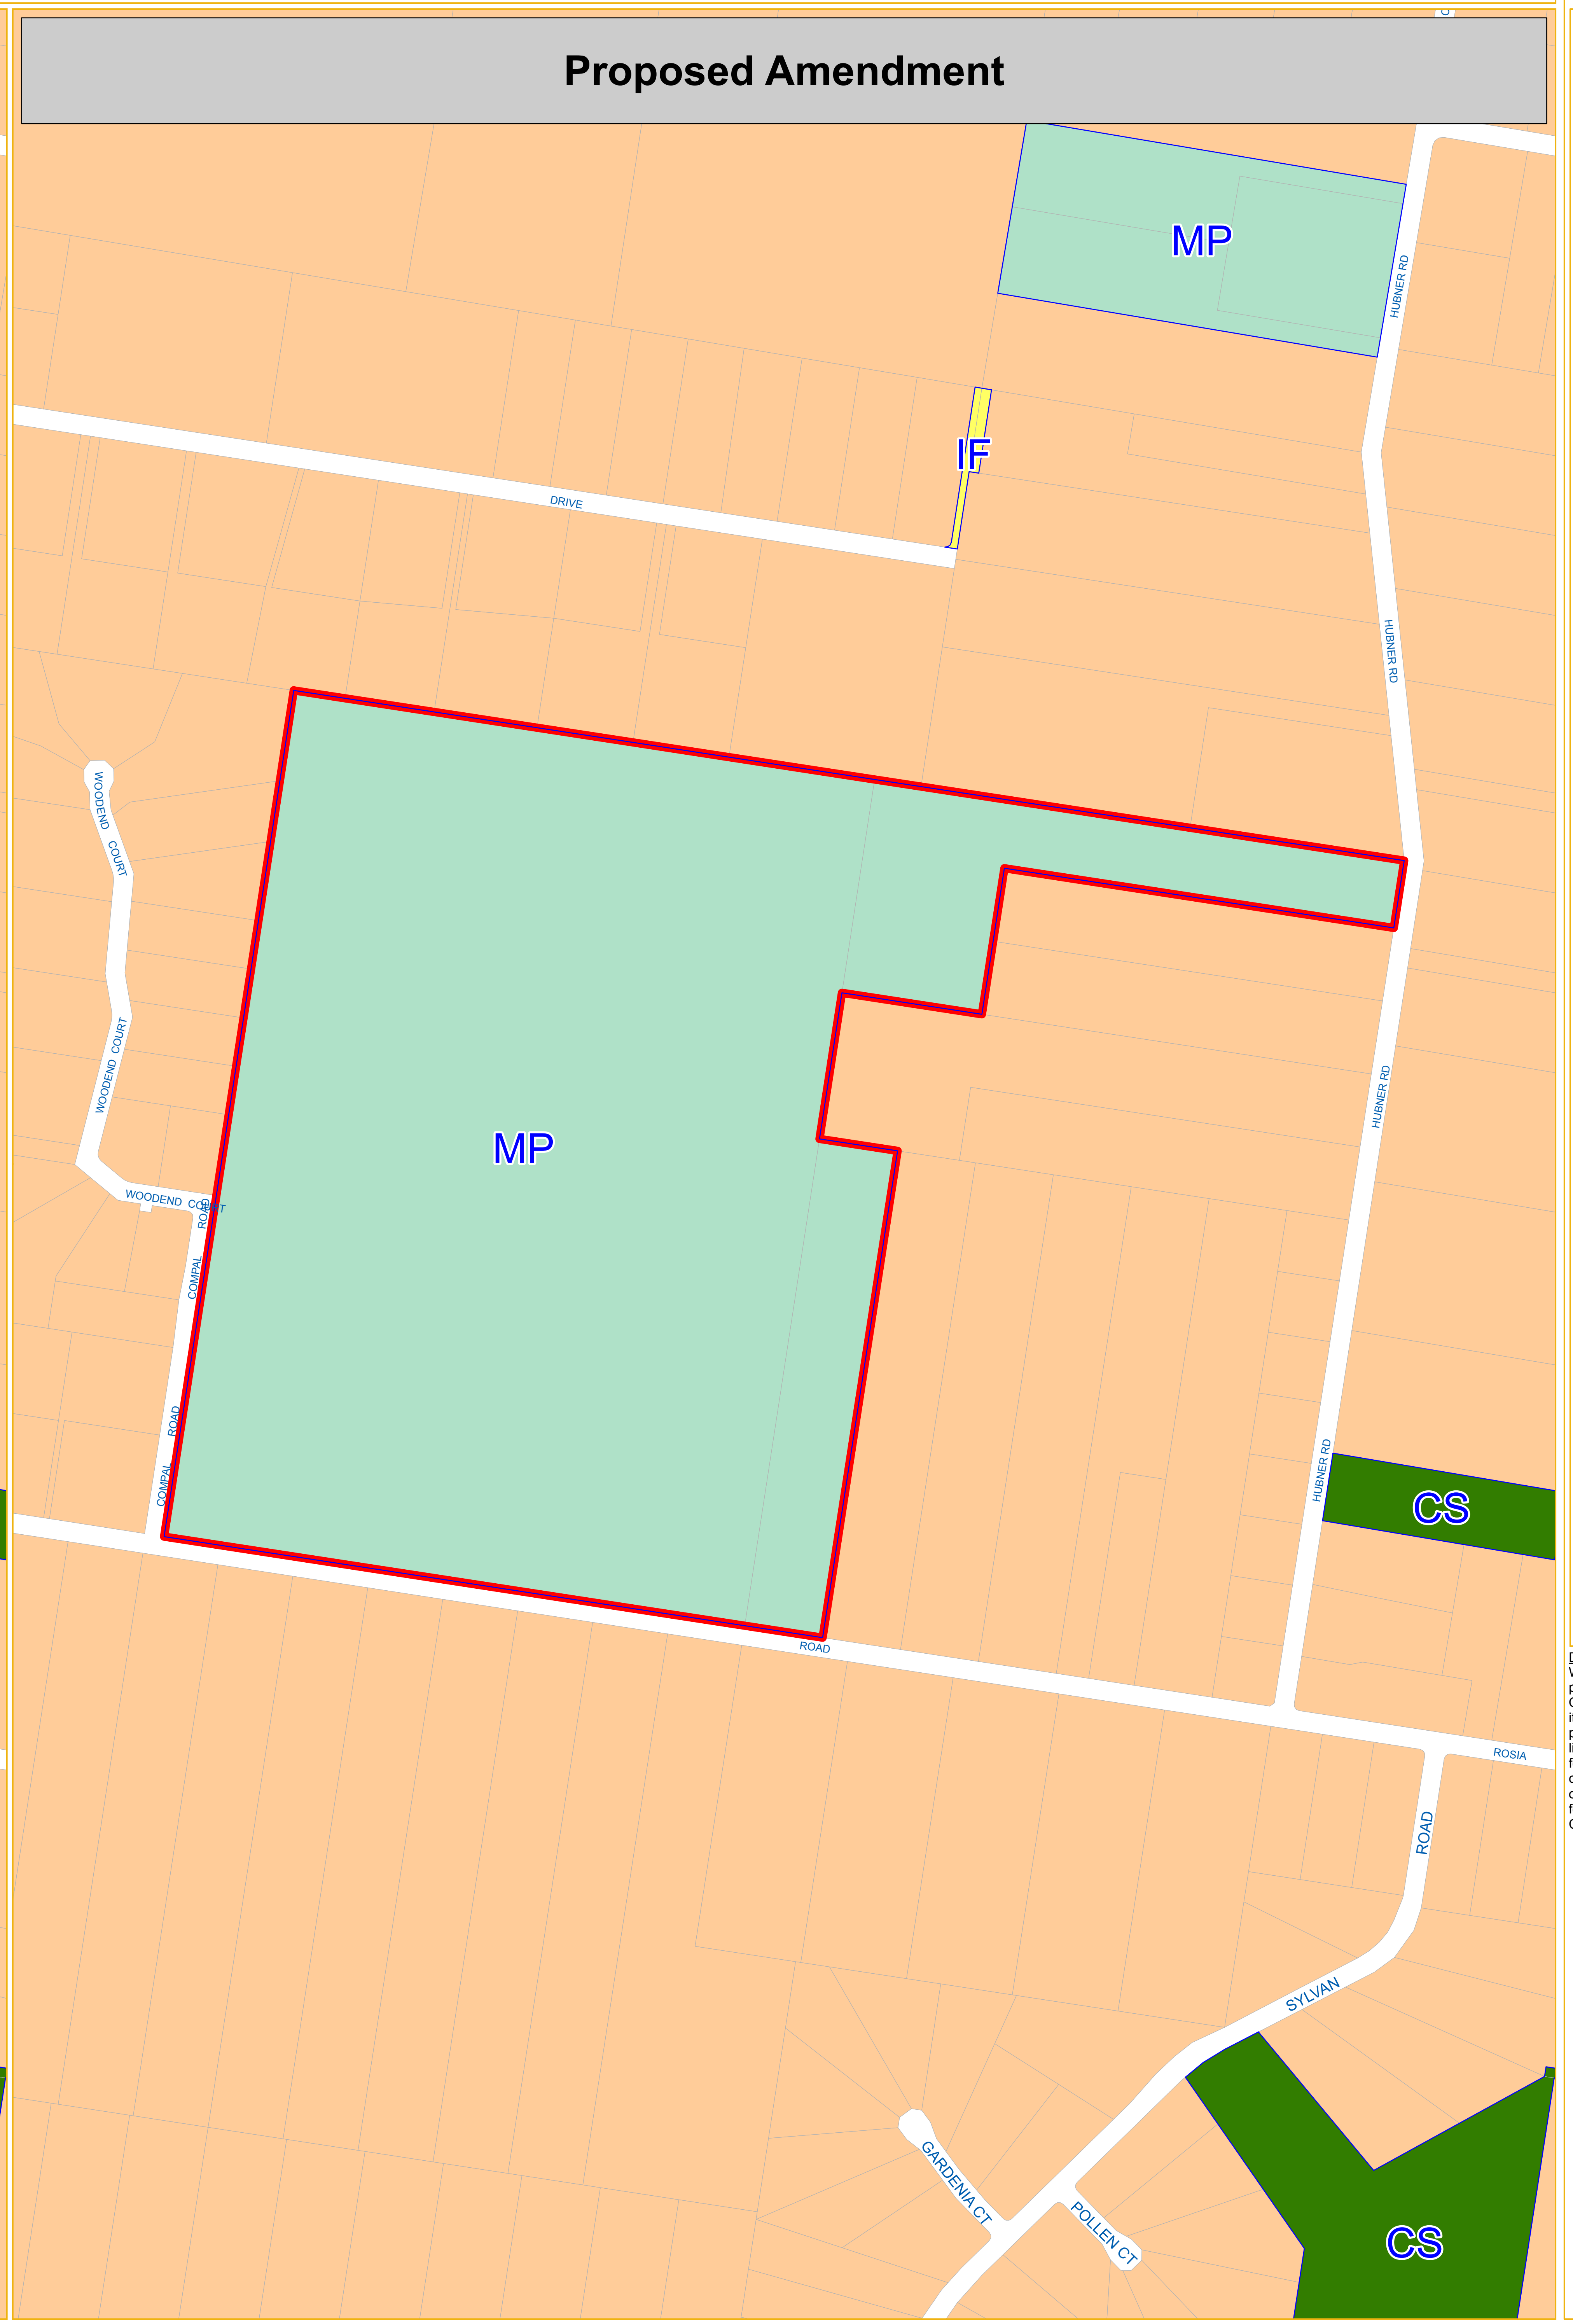 Proposed Amendment
MP
HUBNER RD
IF
DRIVE
HUBNER RD
WOODEND COURT
WOODEND COURT
HUBNER RD
MP
WOODEND COURT
ROAD
COMPAL
ROAD
COMPAL
HUBNER RD
CS
ROAD
ROSIA
ROAD
SYLVAN
GARDENIA CT
POLLEN CT
CS